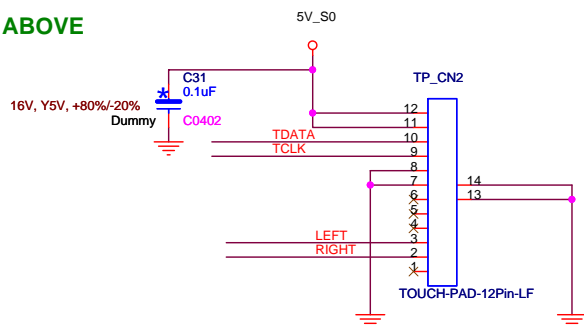 ABOVE
5V_S0
C31
0.1uF
16V, Y5V, +80%/-20%
Dummy
C0402
TP_CN2
12
11
TDATA
10
TCLK
9
8
7
14
6
13
5
4
LEFT
3
RIGHT
2
1
TOUCH-PAD-12Pin-LF